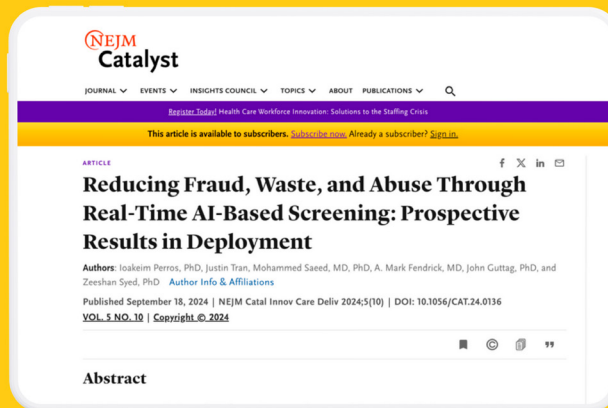 NEJM
Catalyst
JOURNAL EVENTS INSIGHTS COUNCIL TOPICS ABOUT PUBLICATIONS
Register Today! Health Care Workforce Innovation: Solutions to the Staffing Crisis
This article is available to subscribers. Subscribe now. Already a subscriber? Sign in.
ARTICLE
Reducing Fraud, Waste, and Abuse Through
Real-Time AI-Based Screening: Prospective
Results in Deployment
Authors: Ioakeim Perros, PhD, Justin Tran, Mohammed Saeed, MD, PhD, A. Mark Fendrick, MD, John Guttag, PhD, and
Zeeshan Syed, PhD Author Info & Affiliations
Published September 18, 2024 | NEJM Catal Innov Care Deliv 2024;5(10) | DOI: 10.1056/CAT.24.0136
VOL. 5 NO. 10 | Copyright © 2024
Abstract